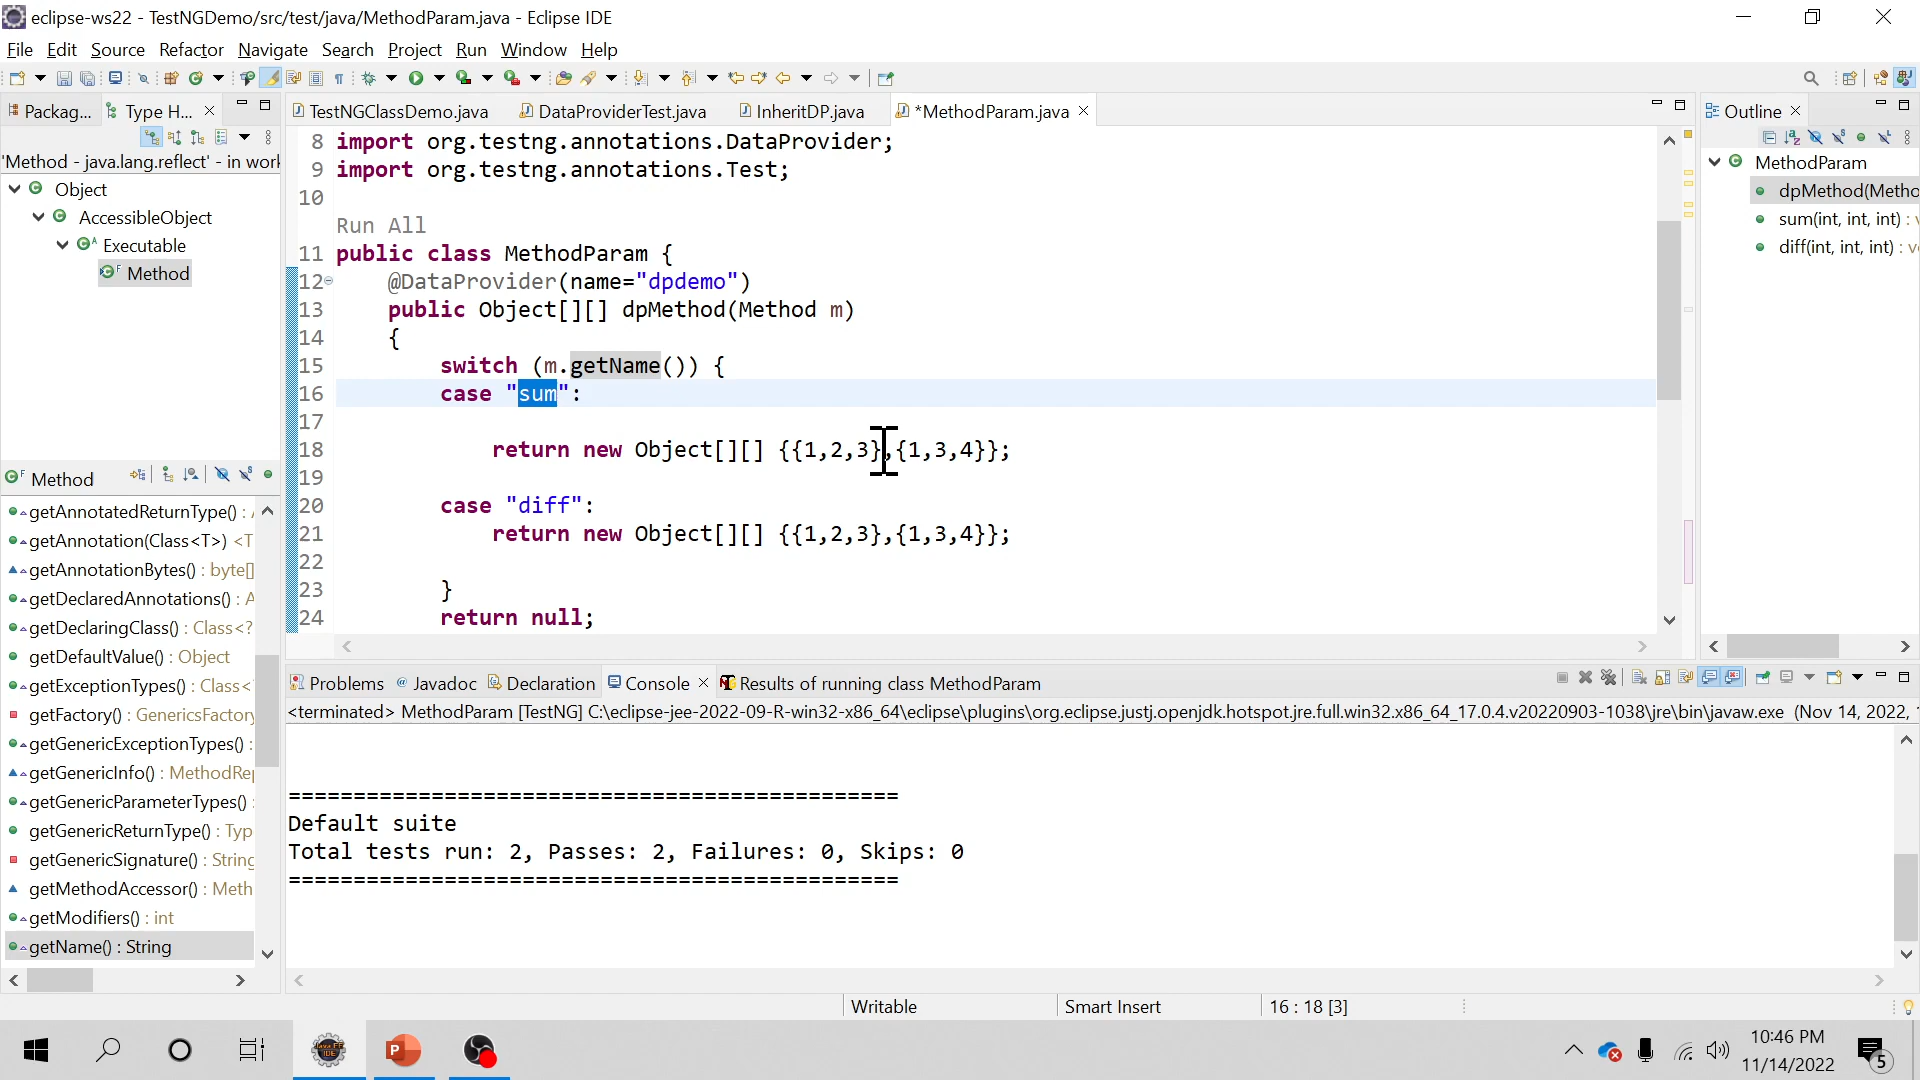 eclipse-ws22 - TestNGDemo/src/test/java/MethodParam.java - Eclipse IDE
File Edit Source Refactor Navigate Search Project Run Window Help
Packag... Type H...
TestNGClassDemo.java DataProviderTest.java InheritDP.java *MethodParam.java
Outline
'Method - java.lang.reflect' - in work
Object
AccessibleObject
Executable
Method
8 import org.testng.annotations.DataProvider;
9 import org.testng.annotations.Test;
10
Run All
11 public class MethodParam {
12 @DataProvider(name="dpdemo")
13 public Object[][] dpMethod(Method m)
14 {
15 switch (m.getName()) {
16 case "sum":
17
18 return new Object[][] {{1,2,3},{1,3,4}};
19
20 case "diff":
21 return new Object[][] {{1,2,3},{1,3,4}};
22
23 }
24 return null;
MethodParam
dpMethod(Metho
sum(int, int, int) : v
diff(int, int, int) : vo
Method
getAnnotatedReturnType() : A
getAnnotation(Class<T>) <T
getAnnotationBytes() : byte[]
getDeclaredAnnotations() : A
getDeclaringClass() : Class<?
getDefaultValue() : Object
getExceptionTypes() : Class<
getFactory() : GenericsFactory
getGenericExceptionTypes() :
getGenericInfo() : MethodRep
getGenericParameterTypes() :
getGenericReturnType() : Typ
getGenericSignature() : String
getMethodAccessor() : Meth
getModifiers() : int
getName() : String
Problems @ Javadoc Declaration Console Results of running class MethodParam
<terminated> MethodParam [TestNG] C:\eclipse-jee-2022-09-R-win32-x86_64\eclipse\plugins\org.eclipse.justj.openjdk.hotspot.jre.full.win32.x86_64_17.0.4.v20220903-1038\jre\bin\javaw.exe (Nov 14, 2022,
===============================================
Default suite
Total tests run: 2, Passes: 2, Failures: 0, Skips: 0
===============================================
Writable Smart Insert 16 : 18 [3]
10:46 PM
11/14/2022
5